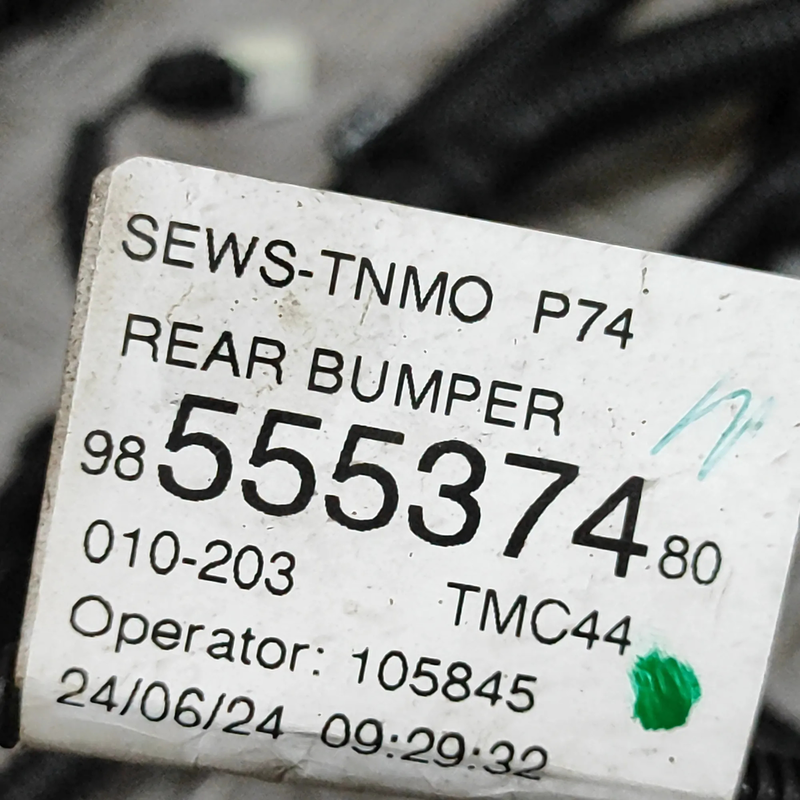 SEWS-TNMO P74
REAR BUMPER
98 555374 80
010-203 TMC44
Operator: 105845
24/06/24 09:29:32